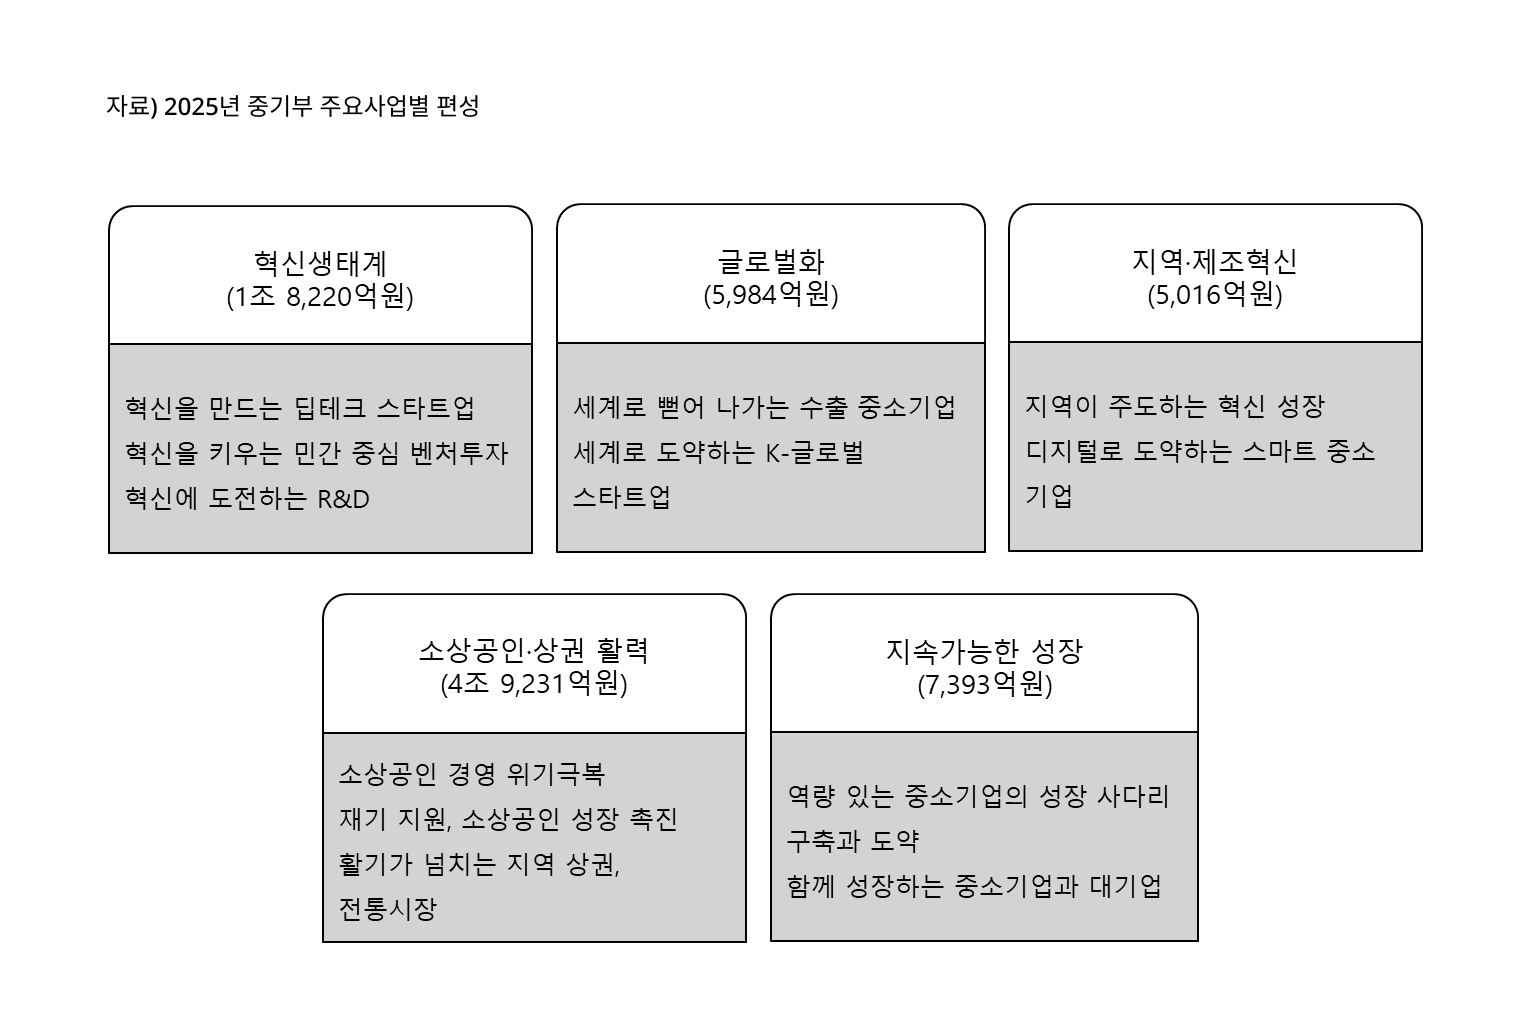 자료) 2025년 중기부 주요사업별 편성
혁신생태계
(1조 8,220억원)
혁신을 만드는 딥테크 스타트업
혁신을 키우는 민간 중심 벤처투자
혁신에 도전하는 R&D
글로벌화
(5,984억원)
세계로 뻗어 나가는 수출 중소기업
세계로 도약하는 K-글로벌
스타트업
지역·제조혁신
(5,016억원)
지역이 주도하는 혁신 성장
디지털로 도약하는 스마트 중소
기업
소상공인·상권 활력
(4조 9,231억원)
소상공인 경영 위기극복
재기 지원, 소상공인 성장 촉진
활기가 넘치는 지역 상권,
전통시장
지속가능한 성장
(7,393억원)
역량 있는 중소기업의 성장 사다리
구축과 도약
함께 성장하는 중소기업과 대기업